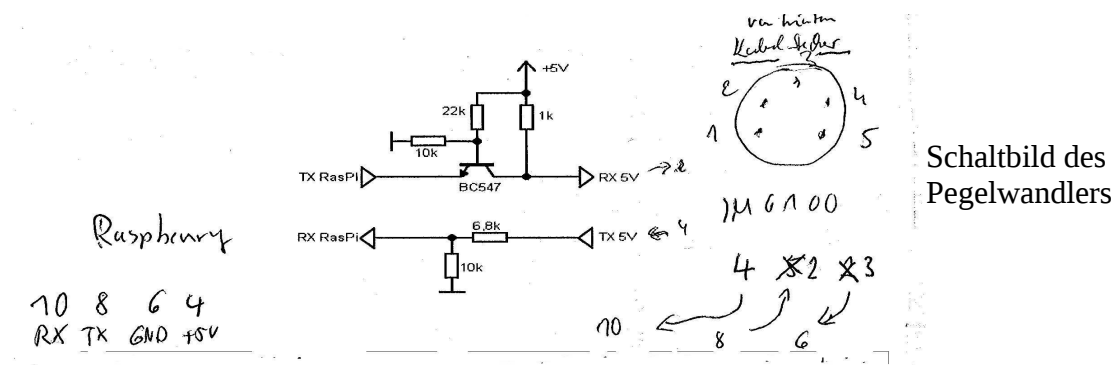 von hinten
Kabel Stecker
+5V
22k
1k
10k
TX RasPI
BC547
RX 5V → 2
RX RasPi
6,8k
TX 5V ← 4
10k
2 3 4
1 5
IM 6100
Raspberry
10 8 6 4
RX TX GND +5V
4 2 3
10 8 6
Schaltbild des
Pegelwandlers